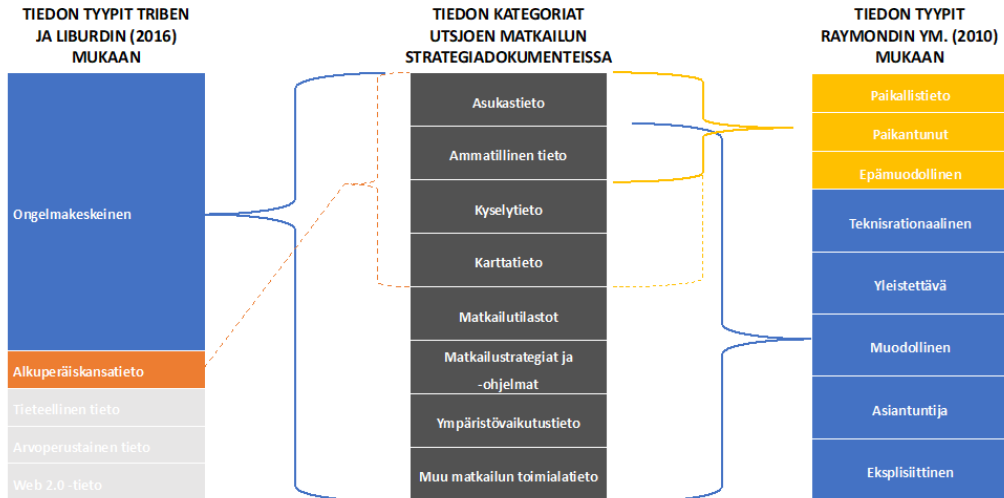 TIEDON TYYPIT TRIBEN
JA LIBURDIN (2016)
MUKAAN
Ongelmakeskeinen
Alkuperäiskansatieto
Tieteellinen tieto
Arvoperustainen tieto
Web 2.0 -tieto
TIEDON KATEGORIAT
UTSJOEN MATKAILUN
STRATEGIADOKUMENTEISSA
Asukastieto
Ammatillinen tieto
Kyselytieto
Karttatieto
Matkailutilastot
Matkailustrategiat ja
-ohjelmat
Ympäristövaikutustieto
Muu matkailun toimialatieto
TIEDON TYYPIT
RAYMONDIN YM. (2010)
MUKAAN
Paikallistieto
Paikantunut
Epämuodollinen
Teknisrationaalinen
Yleistettävä
Muodollinen
Asiantuntija
Eksplisiittinen